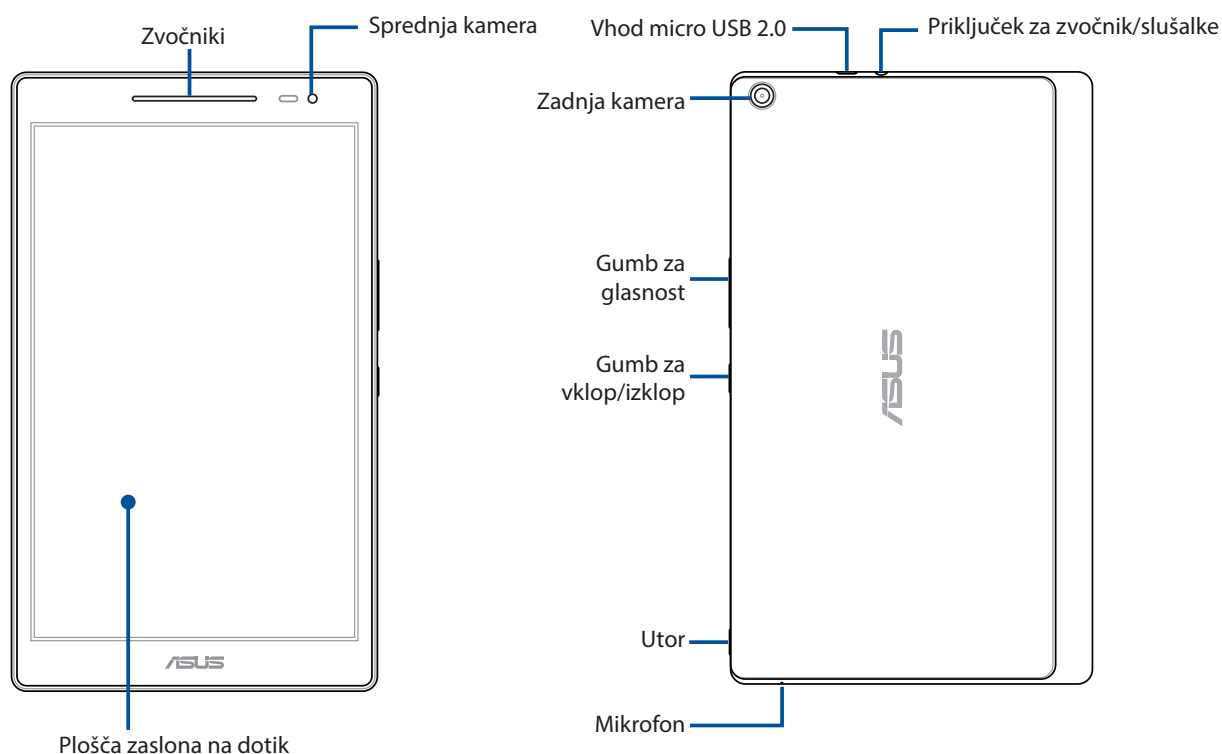 Zvočniki
Sprednja kamera
ASUS
Plošča zaslona na dotik
Vhod micro USB 2.0
Priključek za zvočnik/slušalke
Zadnja kamera
Gumb za
glasnost
Gumb za
vklop/izklop
ASUS
Utor
Mikrofon